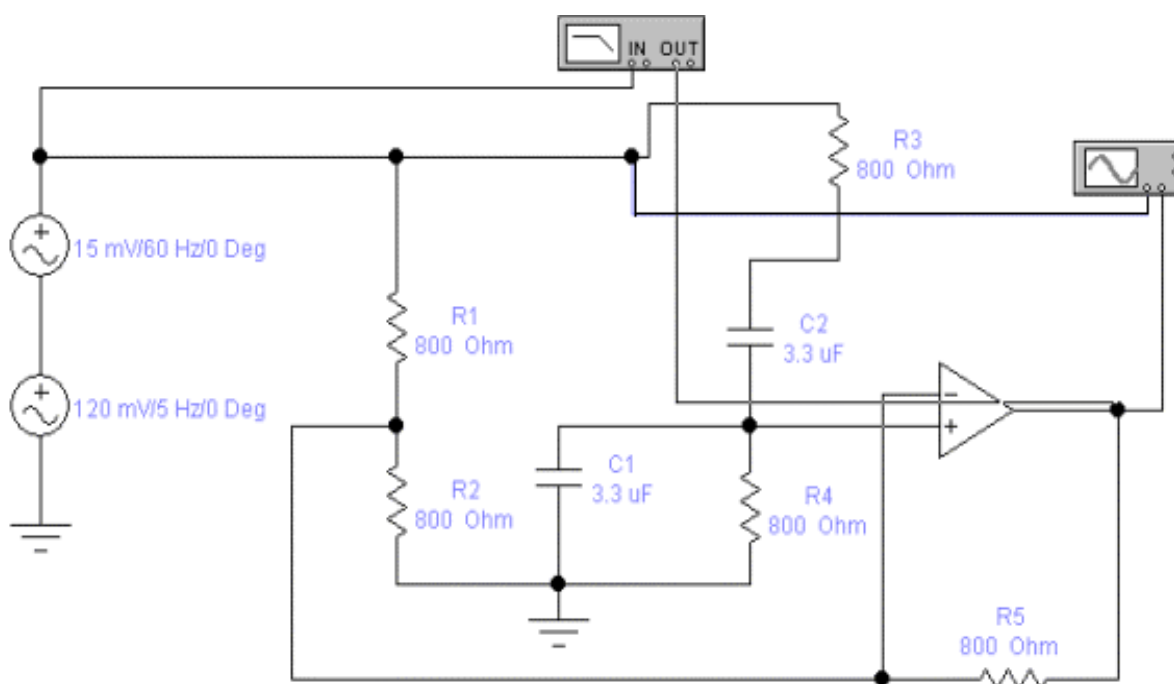 IN OUT
R3
800 Ohm
15 mV/60 Hz/0 Deg
R1
800 Ohm
C2
3.3 uF
120 mV/5 Hz/0 Deg
C1
3.3 uF
R2
800 Ohm
R4
800 Ohm
R5
800 Ohm